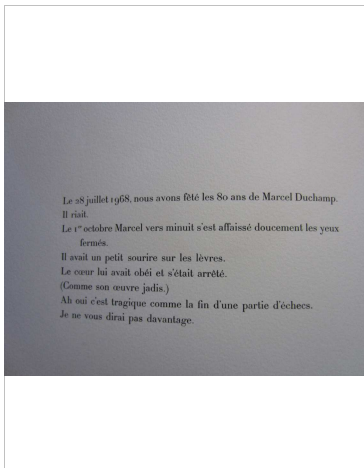 Le 28 juillet 1968, nous avons fêté les 80 ans de Marcel Duchamp.
Il riait.
Le 1er octobre Marcel vers minuit s'est affaissé doucement les yeux
fermés.
Il avait un petit sourire sur les lèvres.
Le cœur lui avait obéi et s'était arrêté.
(Comme son œuvre jadis.)
Ah oui c'est tragique comme la fin d'une partie d'échecs.
Je ne vous dirai pas davantage.